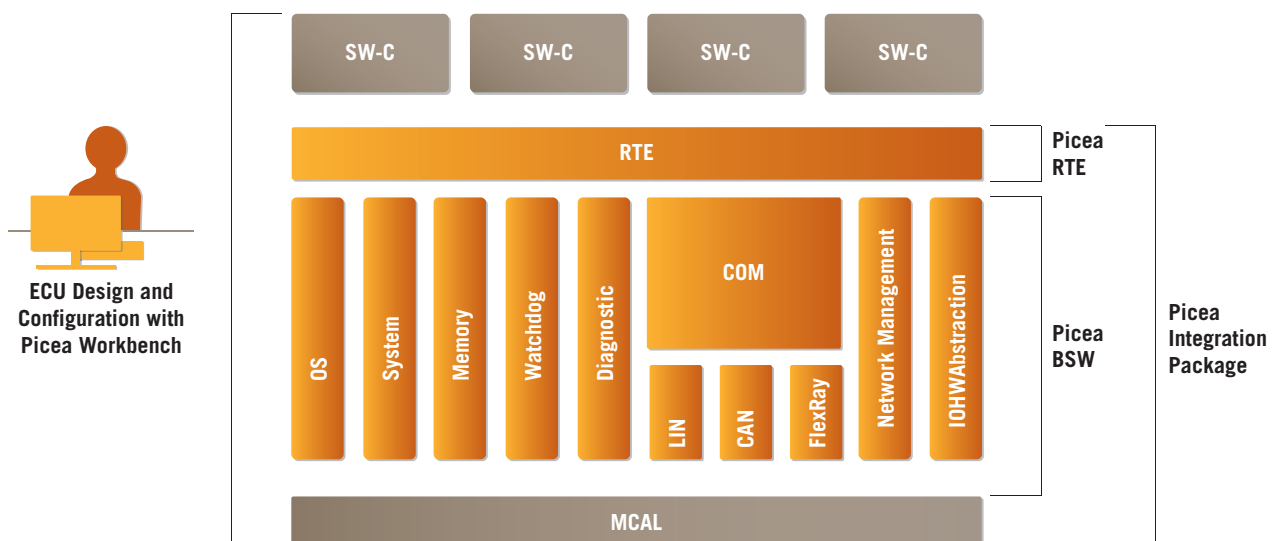 SW-C
SW-C
SW-C
SW-C
RTE
Picea
RTE
ECU Design and
Configuration with
Picea Workbench
OS
System
Memory
Watchdog
Diagnostic
COM
LIN
CAN
FlexRay
Network Management
IOHWAbstraction
Picea
BSW
Picea
Integration
Package
MCAL